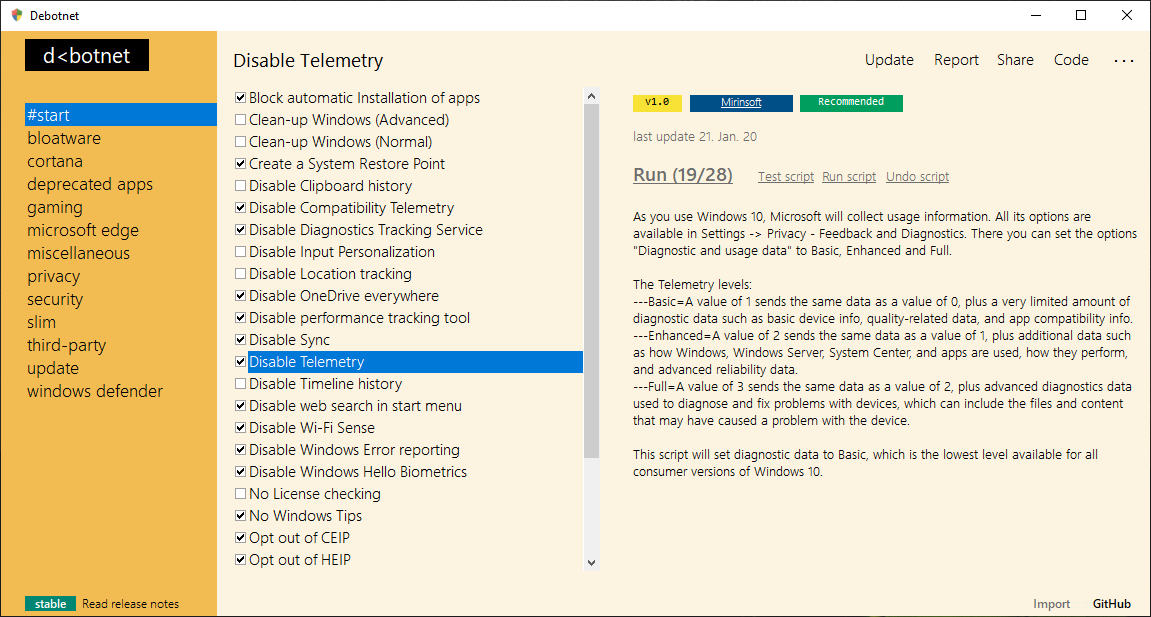 Debotnet
d<botnet
#start
bloatware
cortana
deprecated apps
gaming
microsoft edge
miscellaneous
privacy
security
slim
third-party
update
windows defender
stable Read release notes
Disable Telemetry
Update Report Share Code ...
Block automatic Installation of apps
Clean-up Windows (Advanced)
Clean-up Windows (Normal)
Create a System Restore Point
Disable Clipboard history
Disable Compatibility Telemetry
Disable Diagnostics Tracking Service
Disable Input Personalization
Disable Location tracking
Disable OneDrive everywhere
Disable performance tracking tool
Disable Sync
Disable Telemetry
Disable Timeline history
Disable web search in start menu
Disable Wi-Fi Sense
Disable Windows Error reporting
Disable Windows Hello Biometrics
No License checking
No Windows Tips
Opt out of CEIP
Opt out of HEIP
v1.0 Mirinsoft Recommended
last update 21. Jan. 20
Run (19/28) Test script Run script Undo script
As you use Windows 10, Microsoft will collect usage information. All its options are
available in Settings -> Privacy - Feedback and Diagnostics. There you can set the options
"Diagnostic and usage data" to Basic, Enhanced and Full.
The Telemetry levels:
---Basic=A value of 1 sends the same data as a value of 0, plus a very limited amount of
diagnostic data such as basic device info, quality-related data, and app compatibility info.
---Enhanced=A value of 2 sends the same data as a value of 1, plus additional data such
as how Windows, Windows Server, System Center, and apps are used, how they perform,
and advanced reliability data.
---Full=A value of 3 sends the same data as a value of 2, plus advanced diagnostics data
used to diagnose and fix problems with devices, which can include the files and content
that may have caused a problem with the device.
This script will set diagnostic data to Basic, which is the lowest level available for all
consumer versions of Windows 10.
Import GitHub